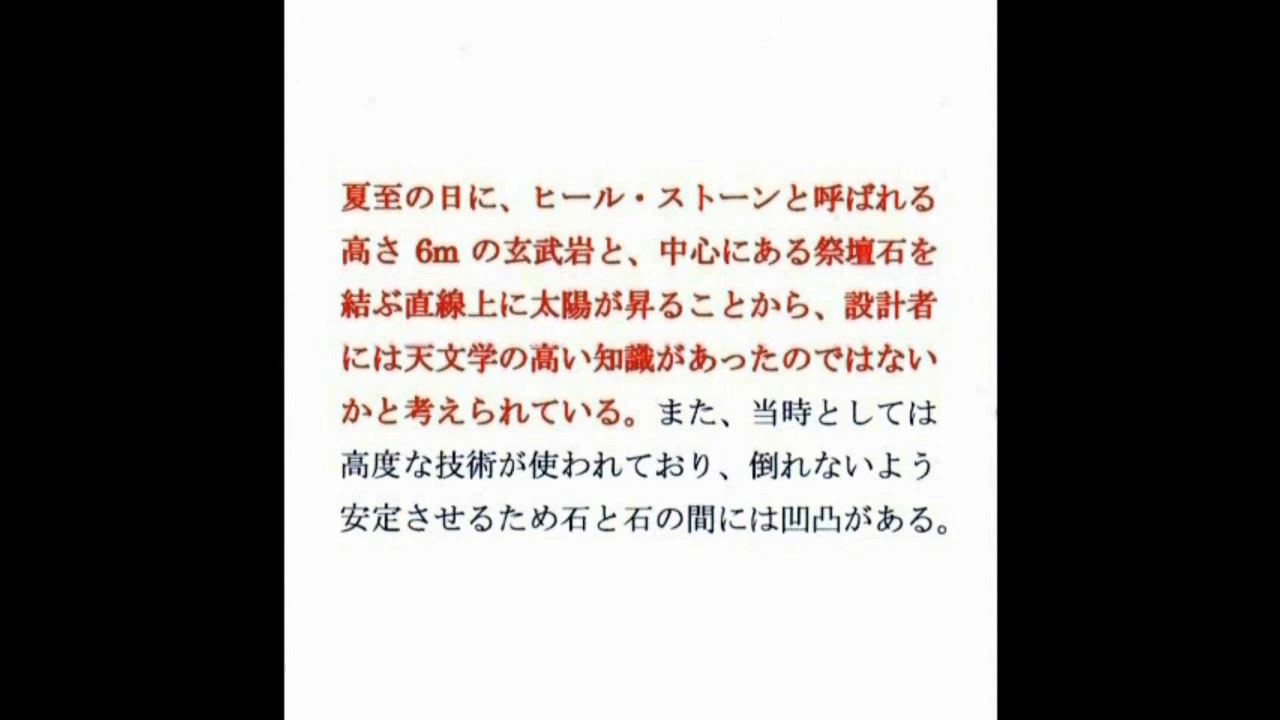 夏至の日に、ヒール・ストーンと呼ばれる
高さ 6m の玄武岩と、中心にある祭壇石を
結ぶ直線上に太陽が昇ることから、設計者
には天文学の高い知識があったのではない
かと考えられている。また、当時としては
高度な技術が使われており、倒れないよう
安定させるため石と石の間には凹凸がある。